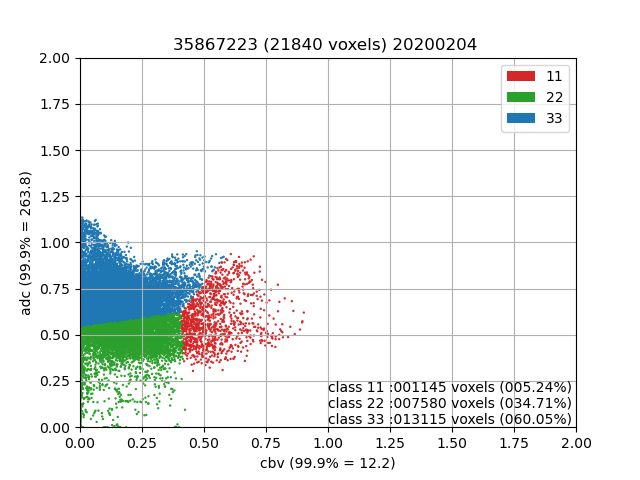 35867223 (21840 voxels) 20200204
2.00
1.75
1.50
1.25
1.00
0.75
0.50
0.25
0.00
adc (99.9% = 263.8)
11
22
33
class 11 :001145 voxels (005.24%)
class 22 :007580 voxels (034.71%)
class 33 :013115 voxels (060.05%)
0.00 0.25 0.50 0.75 1.00 1.25 1.50 1.75 2.00
cbv (99.9% = 12.2)